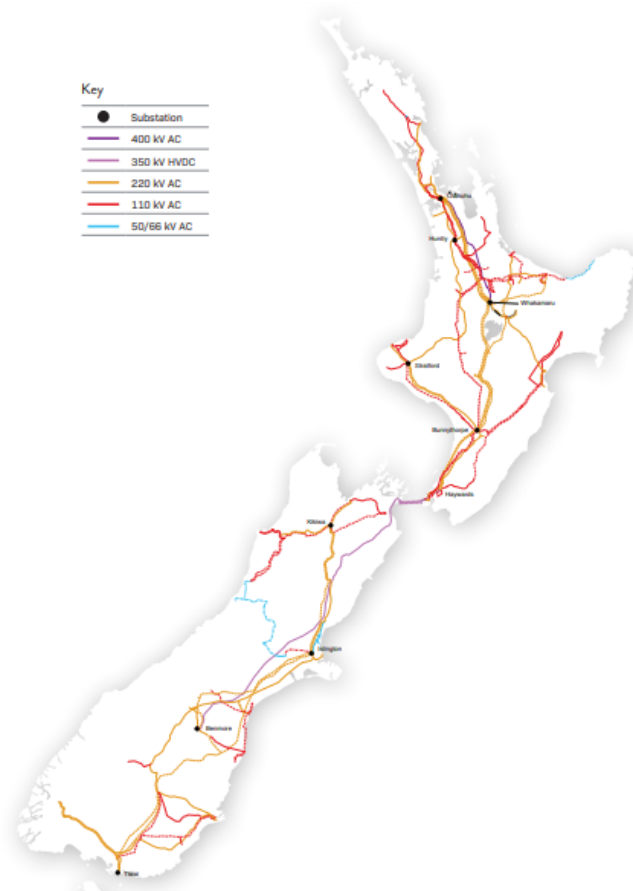 Key
Substation
400 kV AC
350 kV HVDC
220 kV AC
110 kV AC
50/66 kV AC
Otahuhu
Huntly
Whakamaru
Stratford
Bunnythorpe
Haywards
Kikiwa
Islington
Benmore
Tiwai